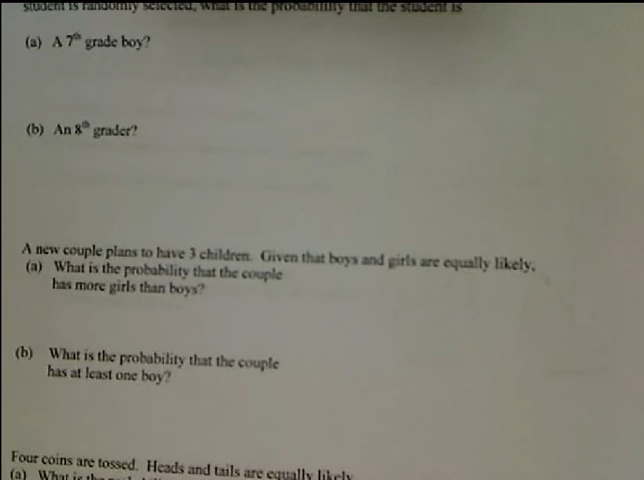 student is randomly selected, what is the probability that the student is
(a) A 7th grade boy?
(b) An 8th grader?
A new couple plans to have 3 children. Given that boys and girls are equally likely,
(a) What is the probability that the couple
has more girls than boys?
(b) What is the probability that the couple
has at least one boy?
Four coins are tossed. Heads and tails are equally likely
(a) What is the